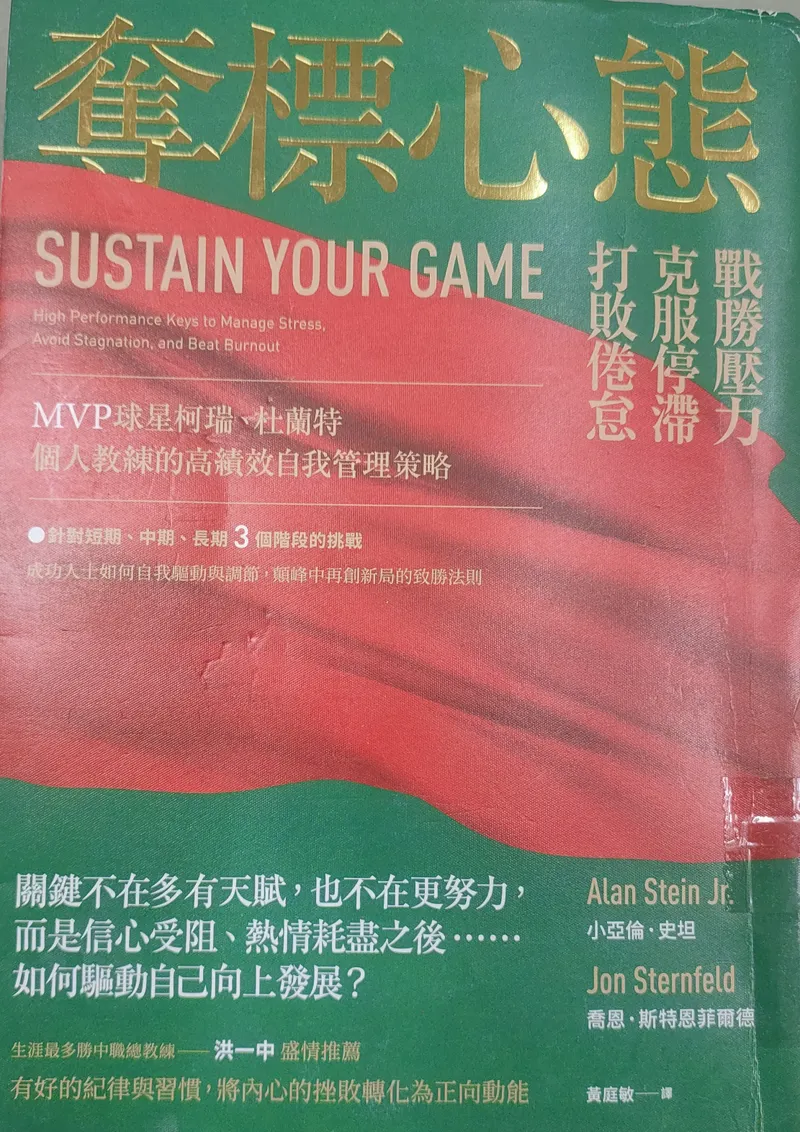 奪標心態
SUSTAIN YOUR GAME
High Performance Keys to Manage Stress,
Avoid Stagnation, and Beat Burnout
戰勝壓力
克服停滯
打敗倦怠
MVP球星柯瑞、杜蘭特
個人教練的高績效自我管理策略
●針對短期、中期、長期3個階段的挑戰
成功人士如何自我驅動與調節,顛峰中再創新局的致勝法則
關鍵不在多有天賦,也不在更努力,
而是信心受阻、熱情耗盡之後……
如何驅動自己向上發展?
Alan Stein Jr.
小亞倫・史坦
Jon Sternfeld
喬恩・斯特恩菲爾德
生涯最多勝中職總教練──洪一中 盛情推薦
有好的紀律與習慣,將內心的挫敗轉化為正向動能
黃庭敏──譯